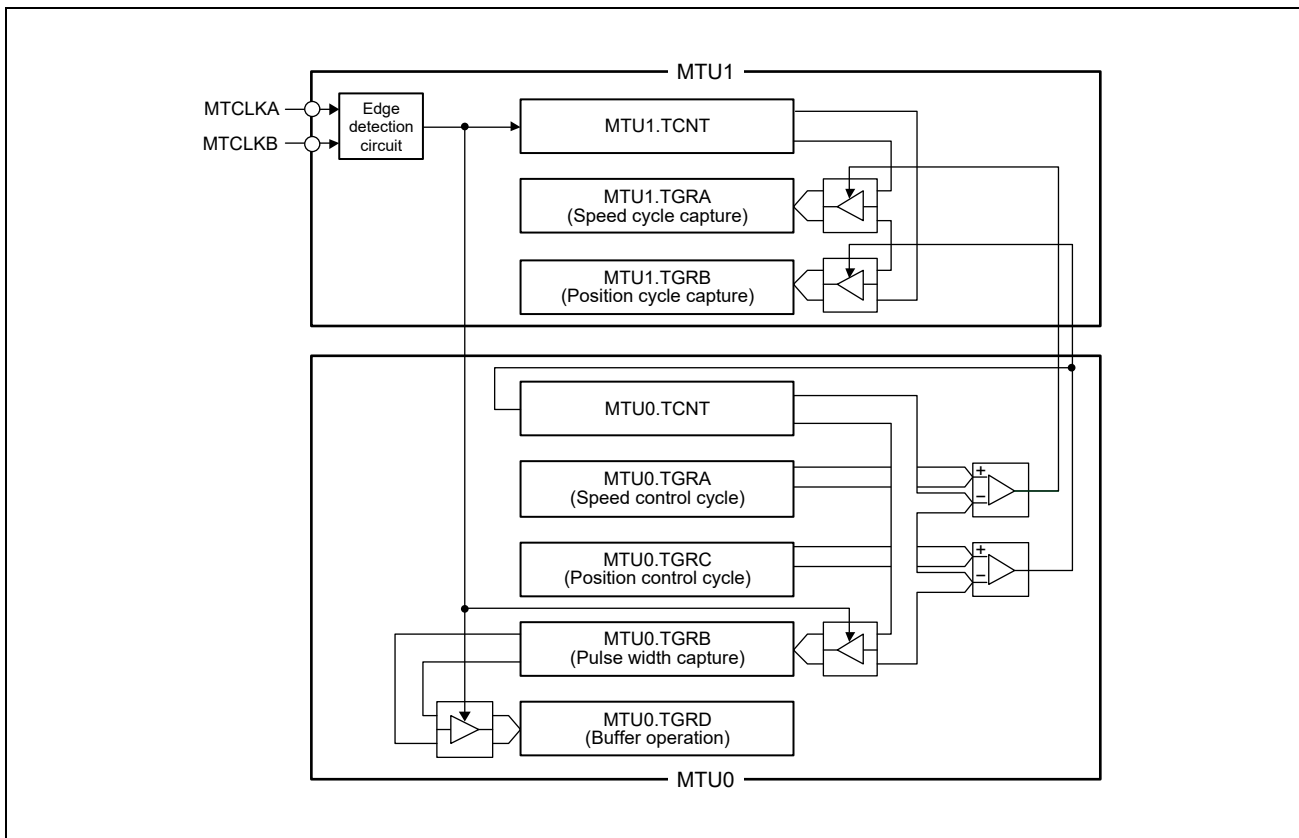 MTU1
MTCLKA
MTCLKB
Edge
detection
circuit
MTU1.TCNT
MTU1.TGRA
(Speed cycle capture)
MTU1.TGRB
(Position cycle capture)
MTU0.TCNT
MTU0.TGRA
(Speed control cycle)
+
−
MTU0.TGRC
(Position control cycle)
+
−
MTU0.TGRB
(Pulse width capture)
MTU0.TGRD
(Buffer operation)
MTU0